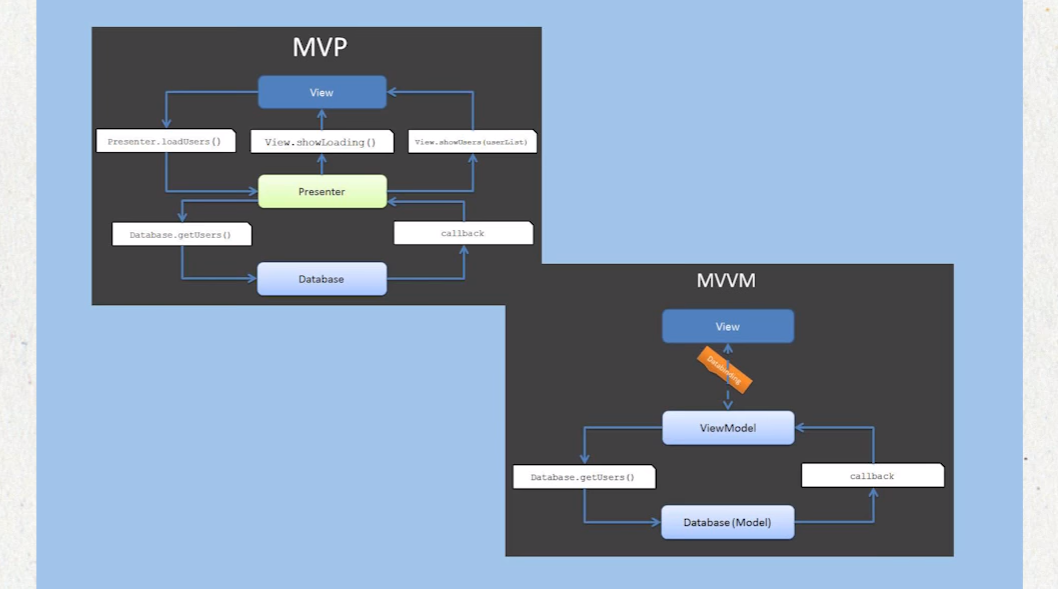 MVP
View
Presenter.loadUsers()
View.showLoading()
View.showUsers(userList)
Presenter
Database.getUsers()
callback
Database
MVVM
View
DataBinding
ViewModel
Database.getUsers()
callback
Database (Model)